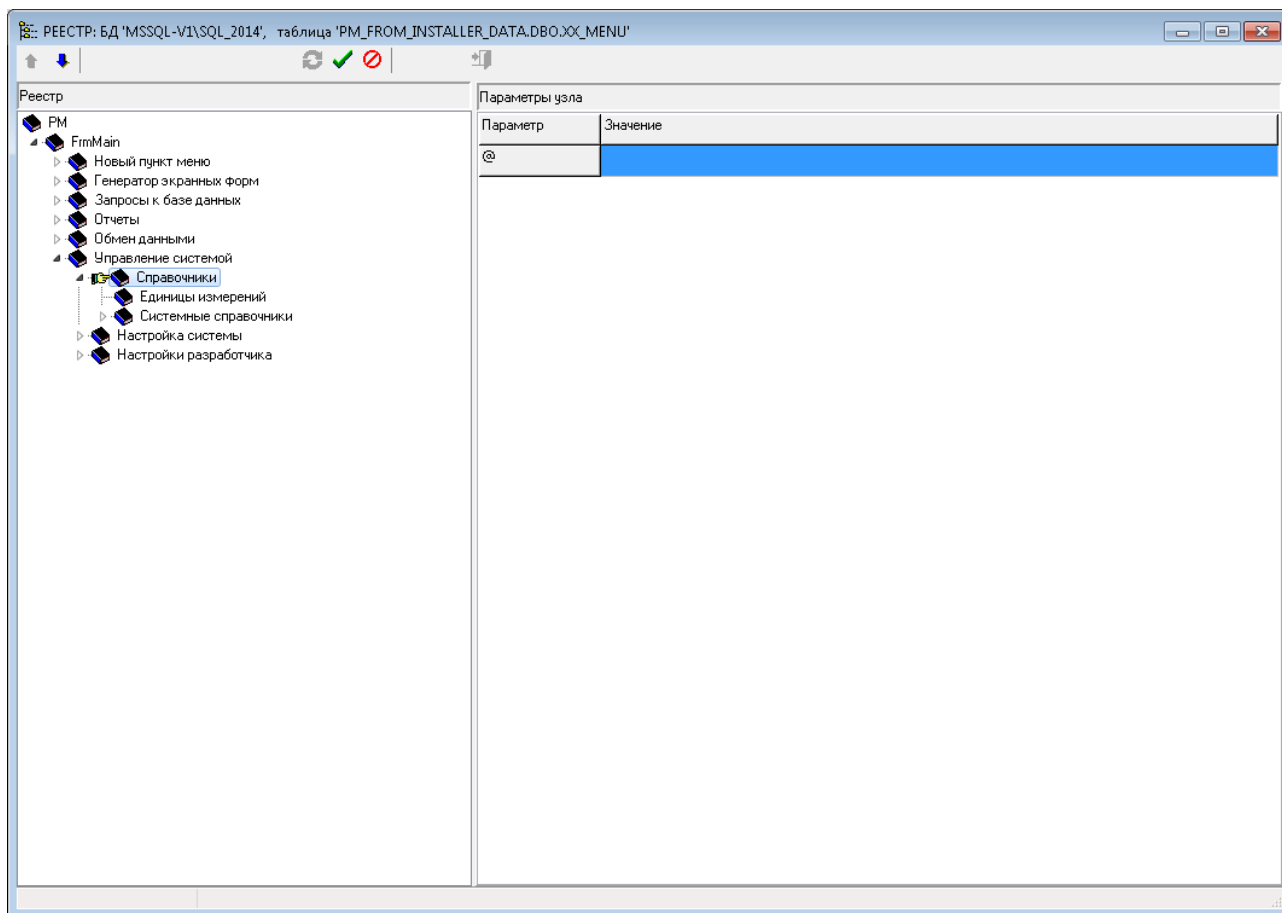 РЕЕСТР: БД 'MSSQL-V1\SQL_2014', таблица 'PM_FROM_INSTALLER_DATA.DBO.XX_MENU'
Реестр
Параметры узла
PM
FrmMain
Новый пункт меню
Генератор экранных форм
Запросы к базе данных
Отчеты
Обмен данными
Управление системой
Справочники
Единицы измерений
Системные справочники
Настройка системы
Настройки разработчика
Параметр Значение
@